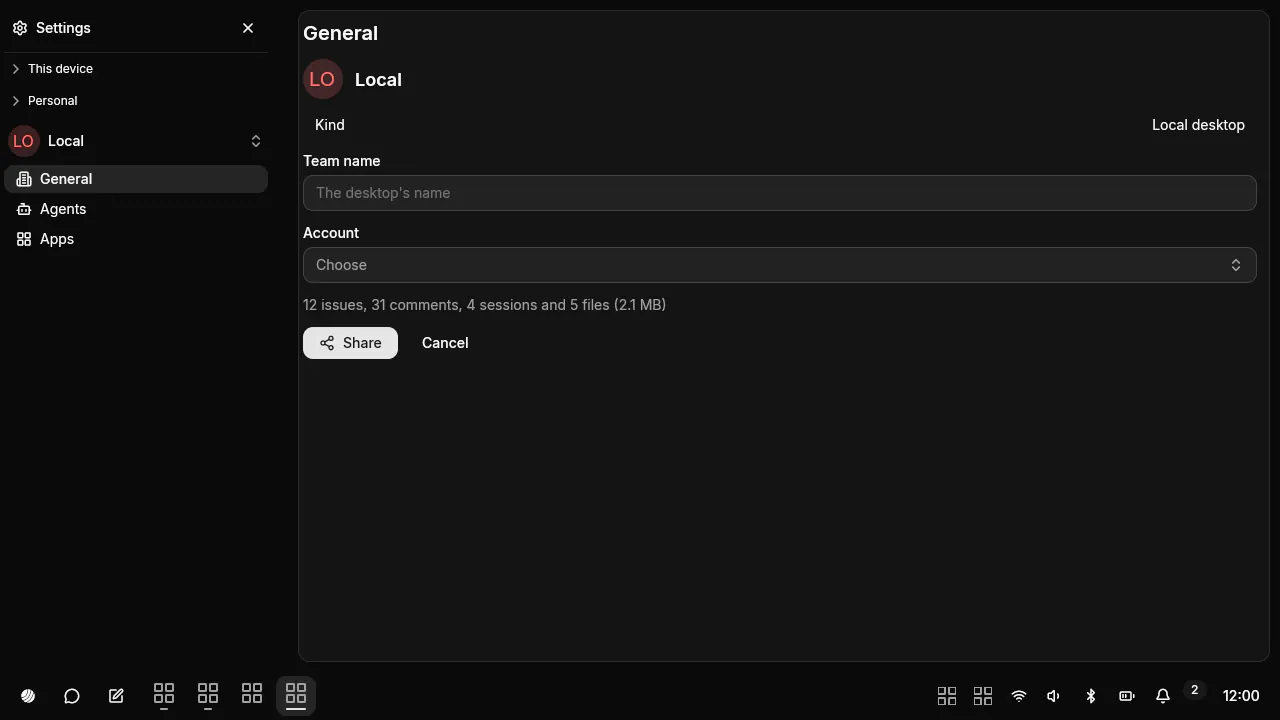 Settings
This device
Personal
LO Local
General
Agents
Apps
General
LO Local
Kind Local desktop
Team name
The desktop's name
Account
Choose
12 issues, 31 comments, 4 sessions and 5 files (2.1 MB)
Share Cancel
2 12:00